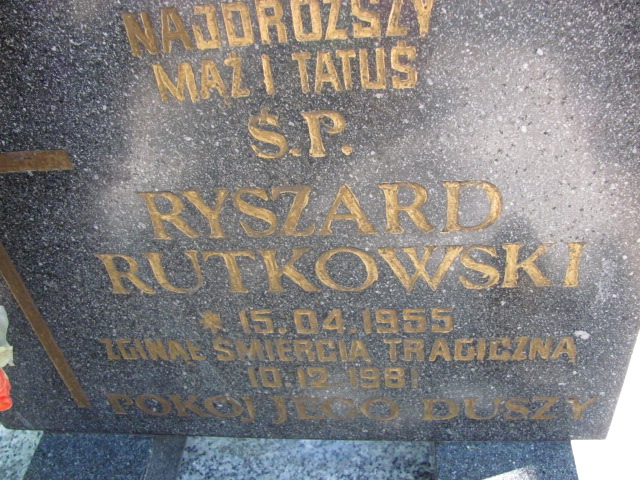 NAJDROŻSZY
MĄŻ I TATUŚ
Ś.P.
RYSZARD
RUTKOWSKI
* 15.04.1955
ZGINĄŁ ŚMIERCIĄ TRAGICZNĄ
10.12.1981
POKÓJ JEGO DUSZY